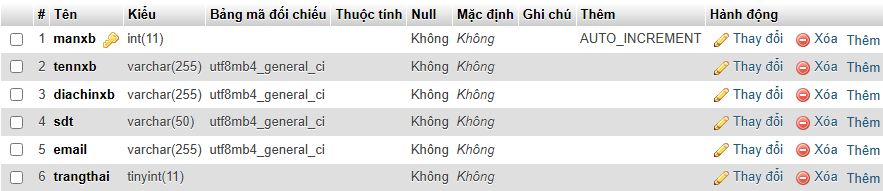 # Tên Kiểu Bảng mã đối chiếu Thuộc tính Null Mặc định Ghi chú Thêm Hành động
1 manxb int(11) Không Không AUTO_INCREMENT Thay đổi Xóa Thêm
2 tennxb varchar(255) utf8mb4_general_ci Không Không Thay đổi Xóa Thêm
3 diachinxb varchar(255) utf8mb4_general_ci Không Không Thay đổi Xóa Thêm
4 sdt varchar(50) utf8mb4_general_ci Không Không Thay đổi Xóa Thêm
5 email varchar(255) utf8mb4_general_ci Không Không Thay đổi Xóa Thêm
6 trangthai tinyint(11) Không Không Thay đổi Xóa Thêm